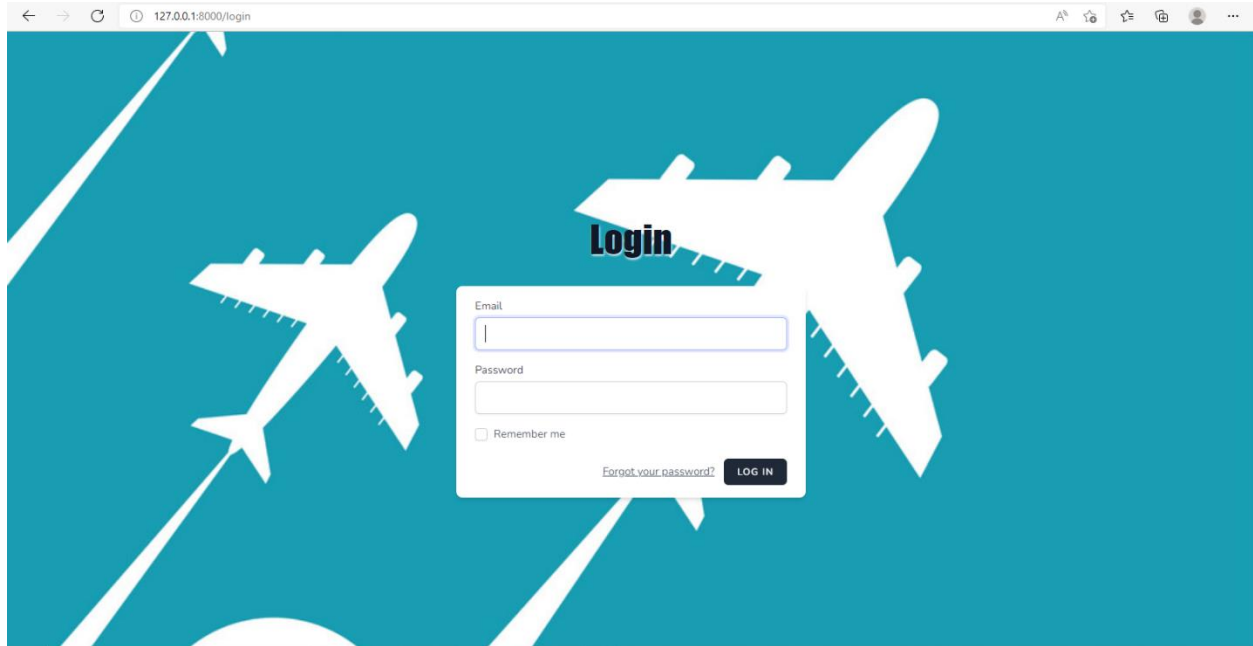 127.0.0.1:8000/login
Login
Email
Password
Remember me
Forgot your password? LOG IN